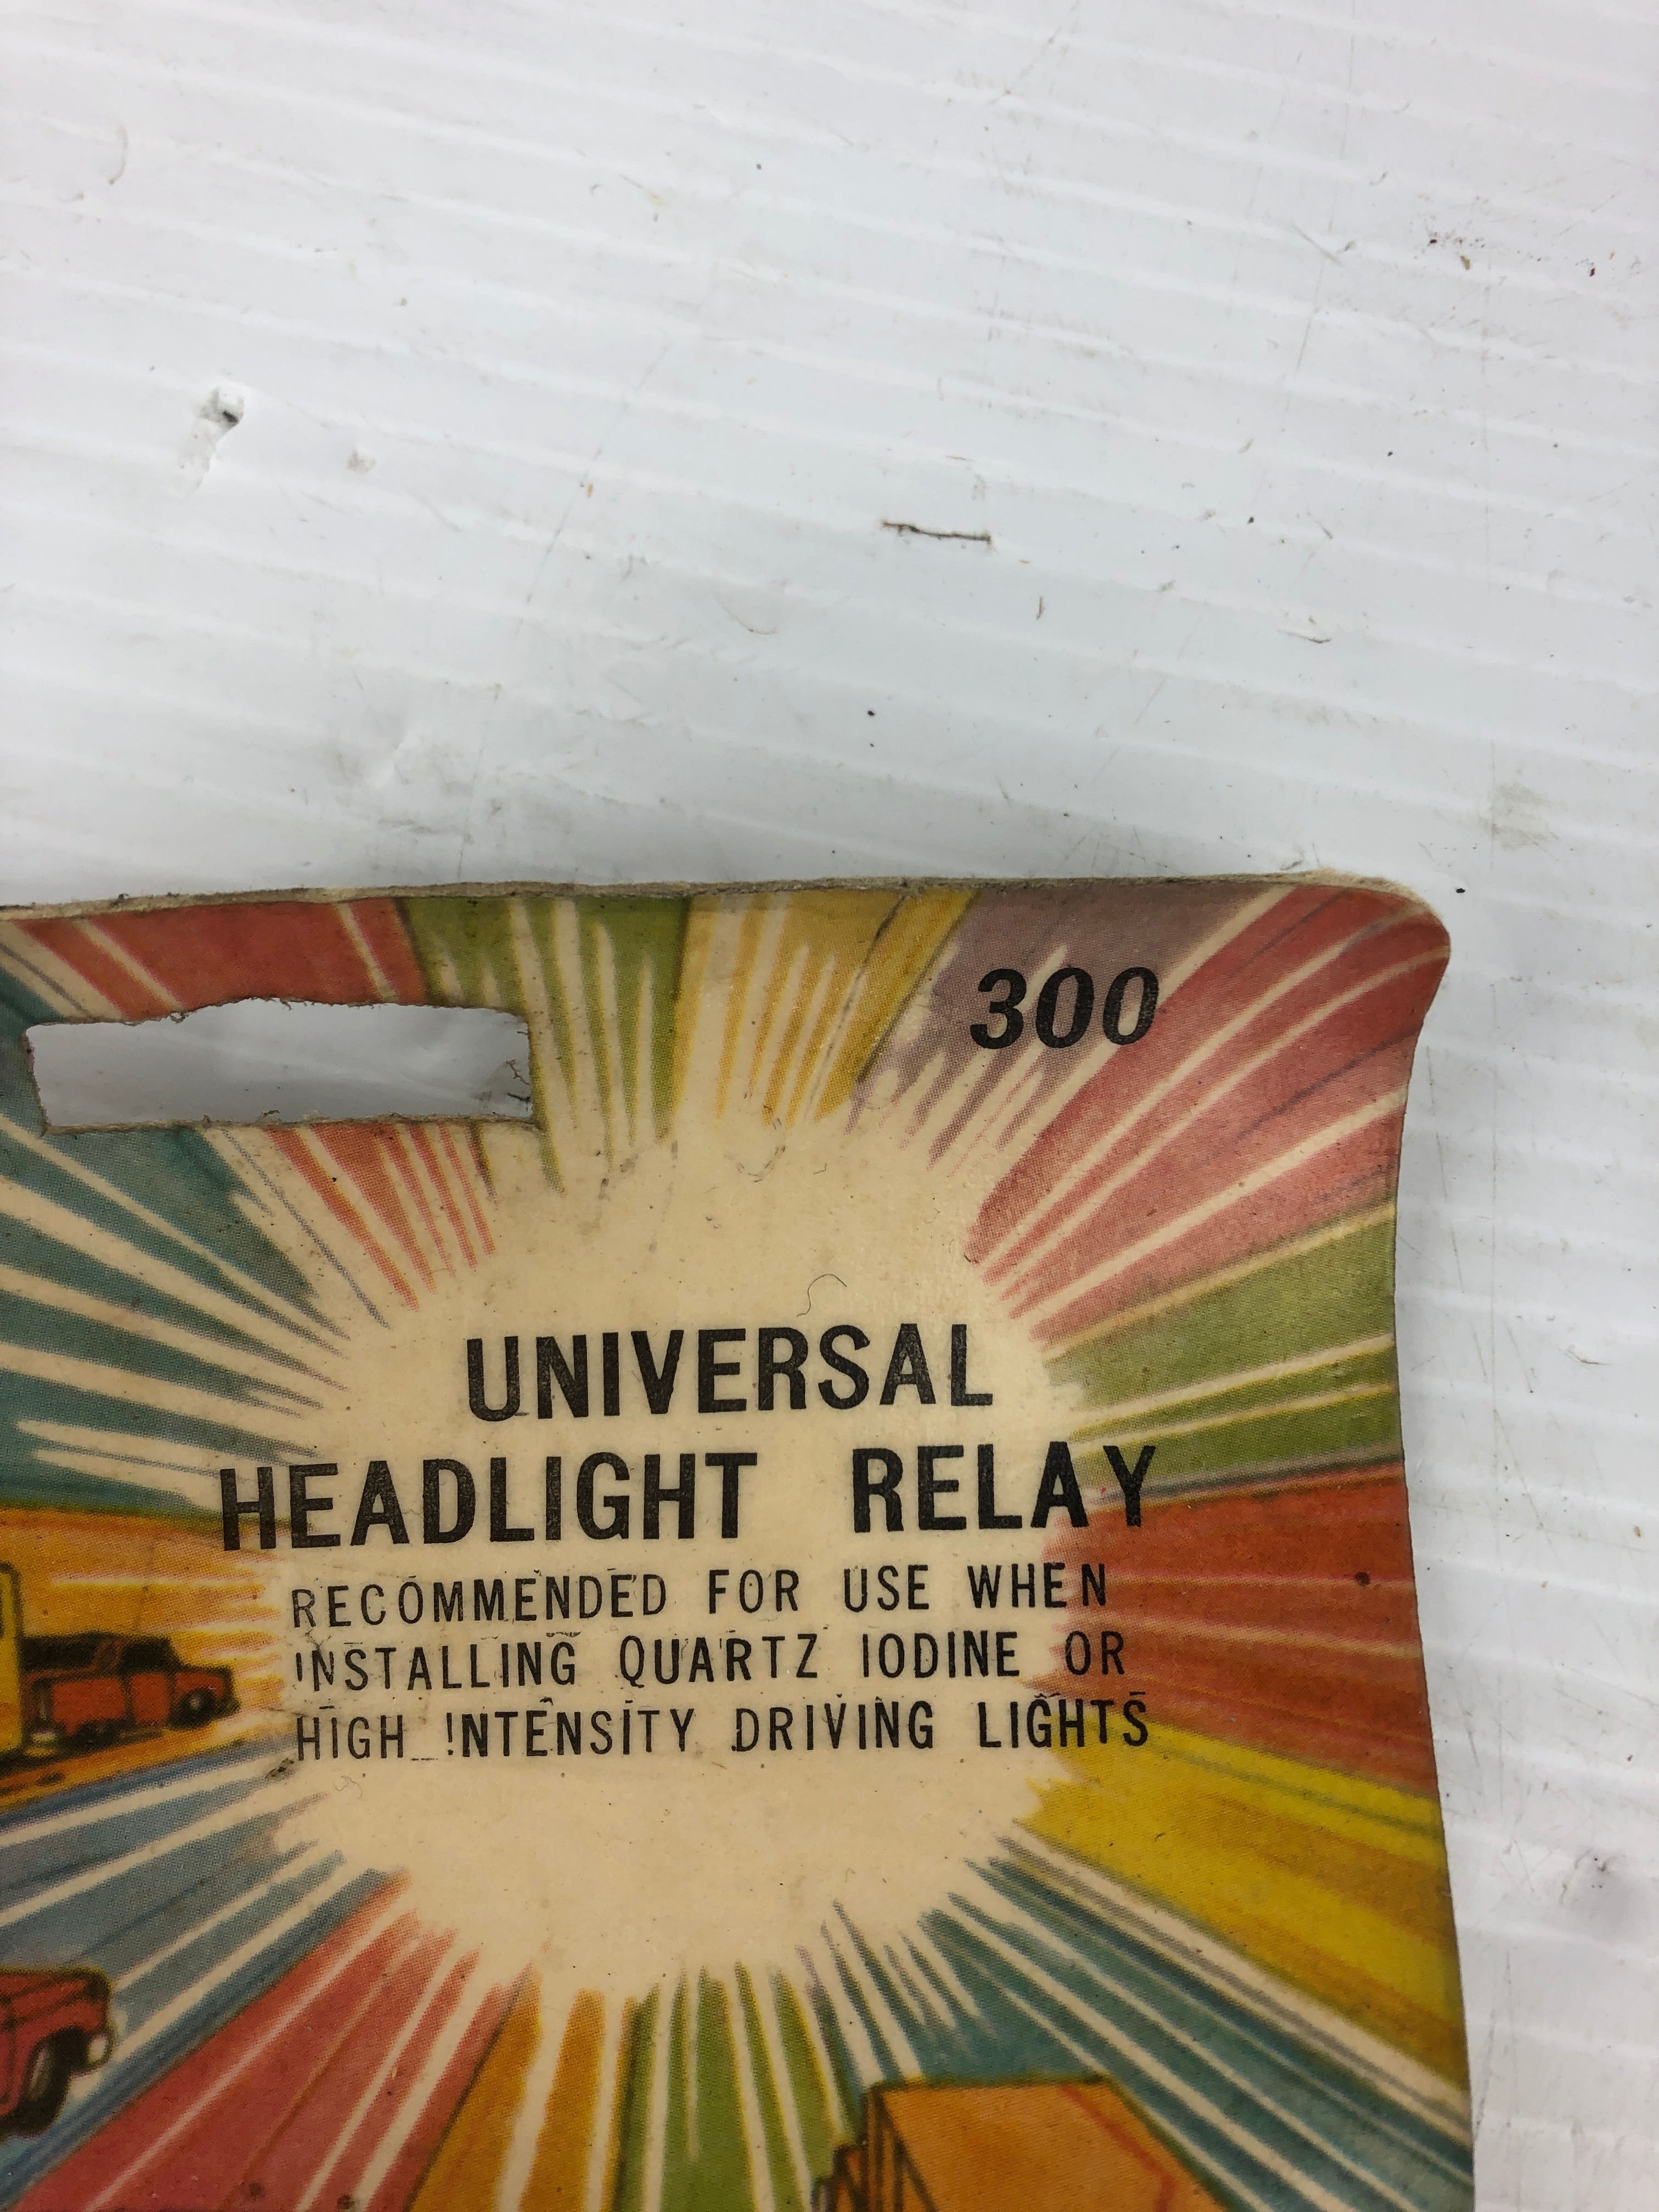 300
UNIVERSAL
HEADLIGHT RELAY
RECOMMENDED FOR USE WHEN
INSTALLING QUARTZ IODINE OR
HIGH INTENSITY DRIVING LIGHTS